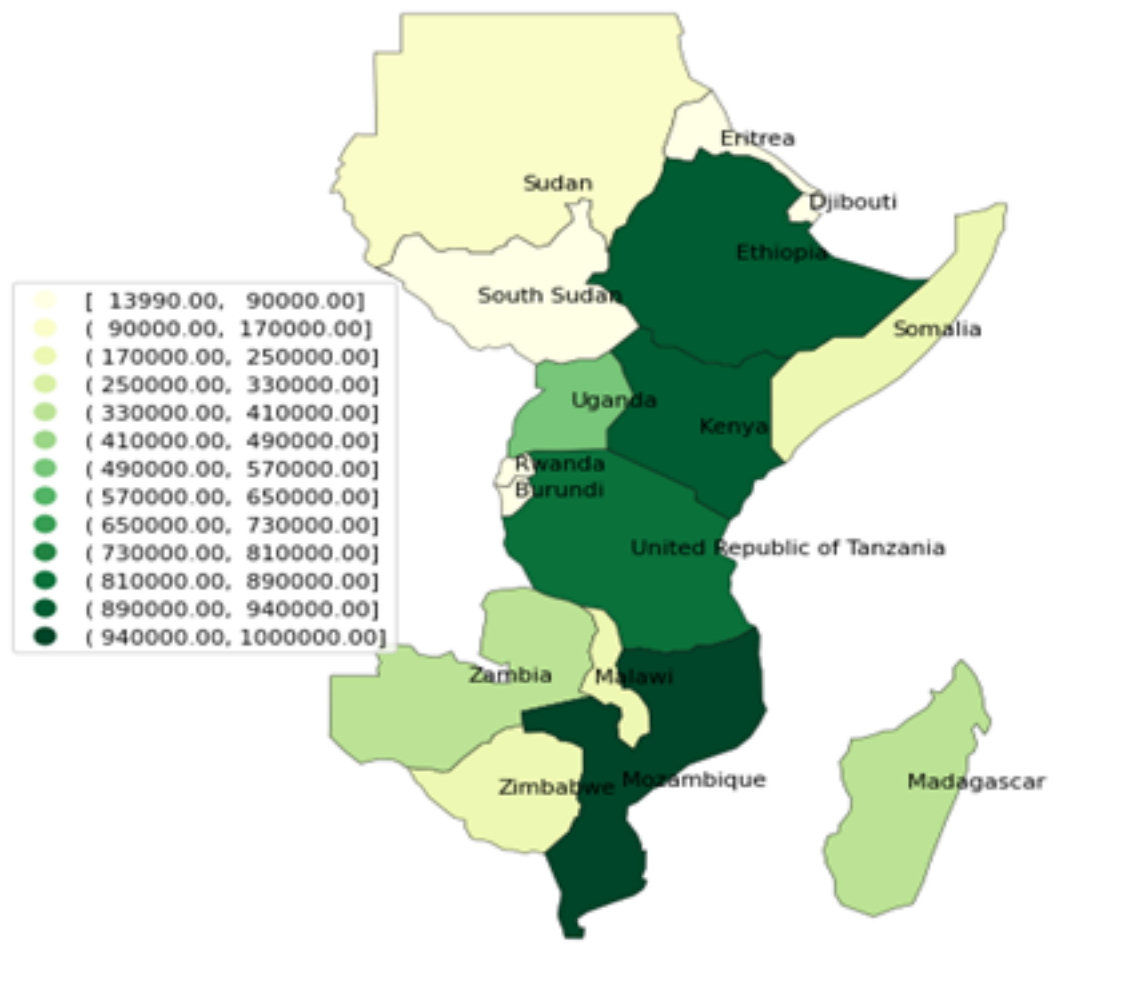 Eritrea
Sudan
Djibouti
Ethiopia
South Sudan
[ 13990.00, 90000.00]
( 90000.00, 170000.00]
(170000.00, 250000.00]
(250000.00, 330000.00]
(330000.00, 410000.00]
(410000.00, 490000.00]
(490000.00, 570000.00]
(570000.00, 650000.00]
(650000.00, 730000.00]
(730000.00, 810000.00]
(810000.00, 890000.00]
(890000.00, 940000.00]
(940000.00, 1000000.00]
Somalia
Uganda
Kenya
Rwanda
Burundi
United Republic of Tanzania
Zambia
Malawi
Zimbabwe
Mozambique
Madagascar